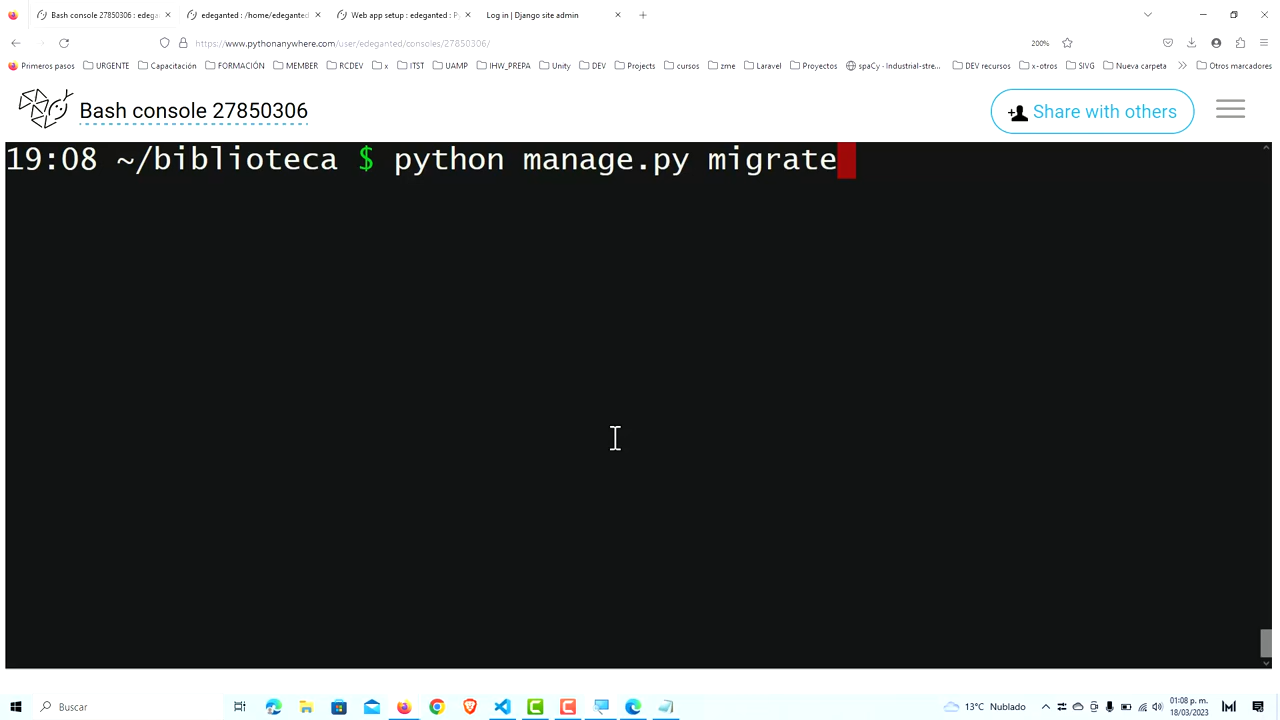 Bash console 27850306 : edega
edeganted : /home/edeganted
Web app setup : edeganted : P
Log in | Django site admin
https://www.pythonanywhere.com/user/edeganted/consoles/27850306/
200%
Primeros pasos URGENTE Capacitación FORMACIÓN MEMBER RCDEV x ITST UAMP IHW_PREPA Unity DEV Projects cursos zme Laravel Proyectos spaCy · Industrial-stre... DEV recursos x-otros SIVG Nueva carpeta Otros marcadores
Bash console 27850306
Share with others
19:08 ~/biblioteca $ python manage.py migrate
Buscar
13°C Nublado
01:08 p. m.
18/03/2023